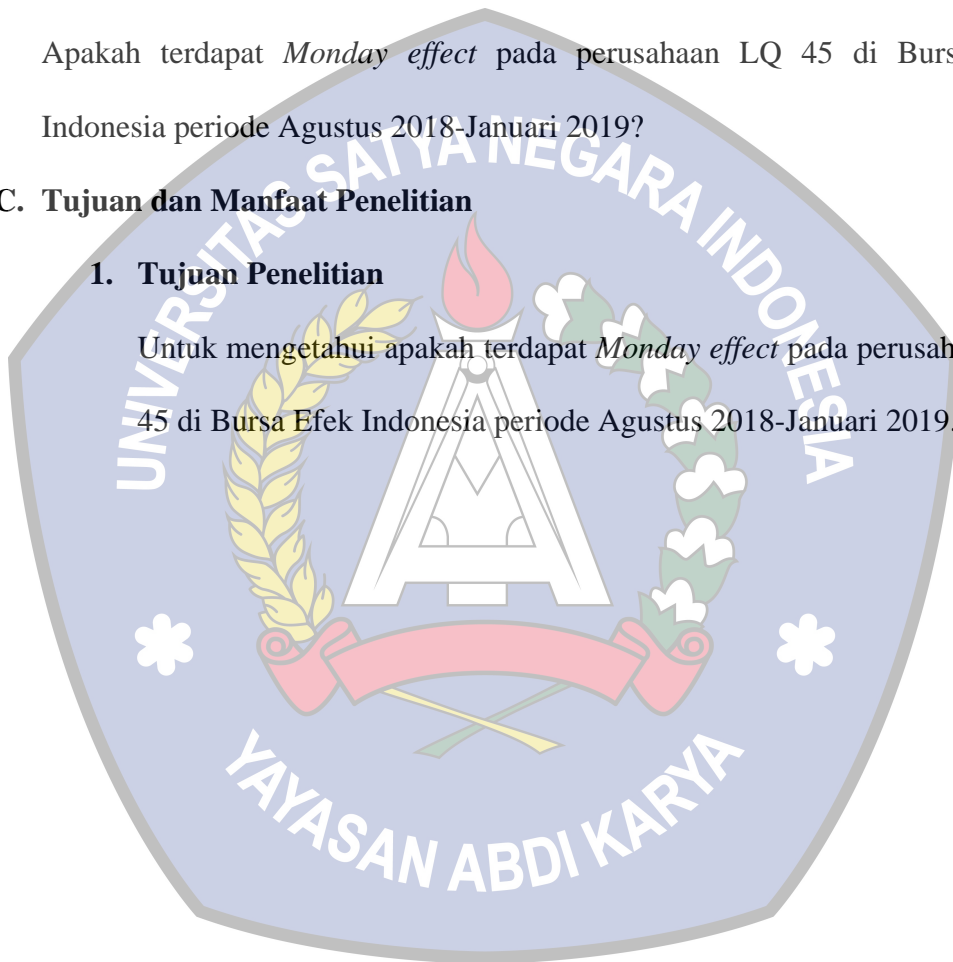 Apakah terdapat Monday effect pada perusahaan LQ 45 di Burs
Indonesia periode Agustus 2018-Januari 2019?
C. Tujuan dan Manfaat Penelitian
1. Tujuan Penelitian
Untuk mengetahui apakah terdapat Monday effect pada perusah
45 di Bursa Efek Indonesia periode Agustus 2018-Januari 2019.
UNIVERSITAS SATYA NEGARA INDONESIA
YAYASAN ABDI KARYA